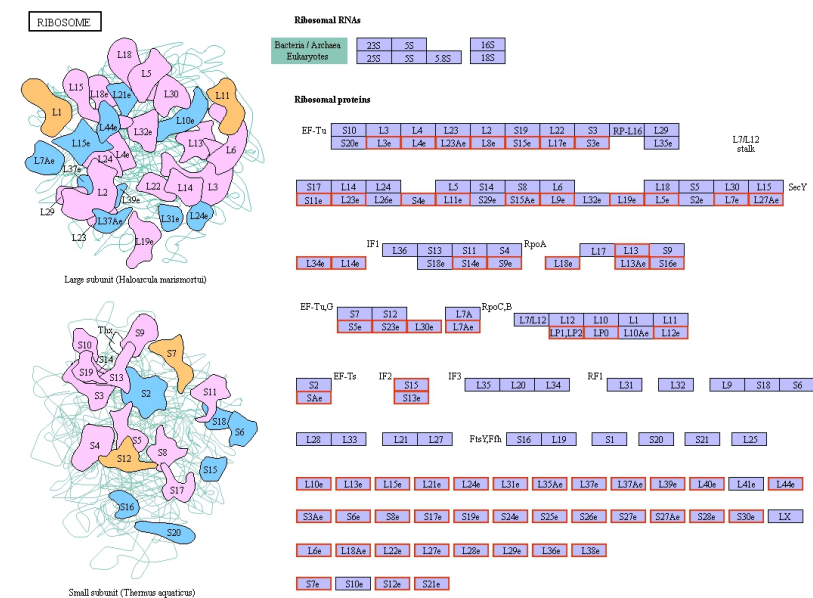 RIBOSOME
Ribosomal RNAs
Bacteria / Archaea 23S 5S 16S
Eukaryotes 25S 5S 5.8S 18S
Ribosomal proteins
EF-Tu S10 L3 L4 L23 L2 S19 L22 S3 RP-L16 L29
S20e L3e L4e L23Ae L8e S15e L17e S3e L35e
L7/L12
stalk
S17 L14 L24 L5 S14 S8 L6 L18 S5 L30 L15 SecY
S11e L23e L26e S4e L11e S29e S15Ae L9e L32e L19e L5e S2e L7e L27Ae
IF1 L36 S13 S11 S4 RpoA L17 L13 S9
L34e L14e S18e S14e S9e L18e L13Ae S16e
EF-Tu,G S7 S12 L7A RpoC,B L7/L12 L12 L10 L1 L11
S5e S23e L30e L7Ae LP1,LP2 LP0 L10Ae L12e
S2 EF-Ts IF2 S15 IF3 L35 L20 L34 RF1 L31 L32 L9 S18 S6
SAe S13e
L28 L33 L21 L27 FtsY,Ffh S16 L19 S1 S20 S21 L25
L10e L13e L15e L21e L24e L31e L35Ae L37e L37Ae L39e L40e L41e L44e
S3Ae S6e S8e S17e S19e S24e S25e S26e S27e S27Ae S28e S30e LX
L6e L18Ae L22e L27e L28e L29e L36e L38e
S7e S10e S12e S21e
L18
L5
L15 L18e L21e L30 L11
L1
L44e L32e L10e
L15e L13 L6
L7Ae L24 L4e
L37e
L2 L22 L14 L3
L39e
L29 L37Ae L31e L24e
L23 L19e
Large subunit (Haloarcula marismortui)
Thx S9
S10 S14 S7
S19 S13
S3 S2 S11
S18 S6
S4 S5 S8
S12 S15
S17
S16
S20
Small subunit (Thermus aquaticus)